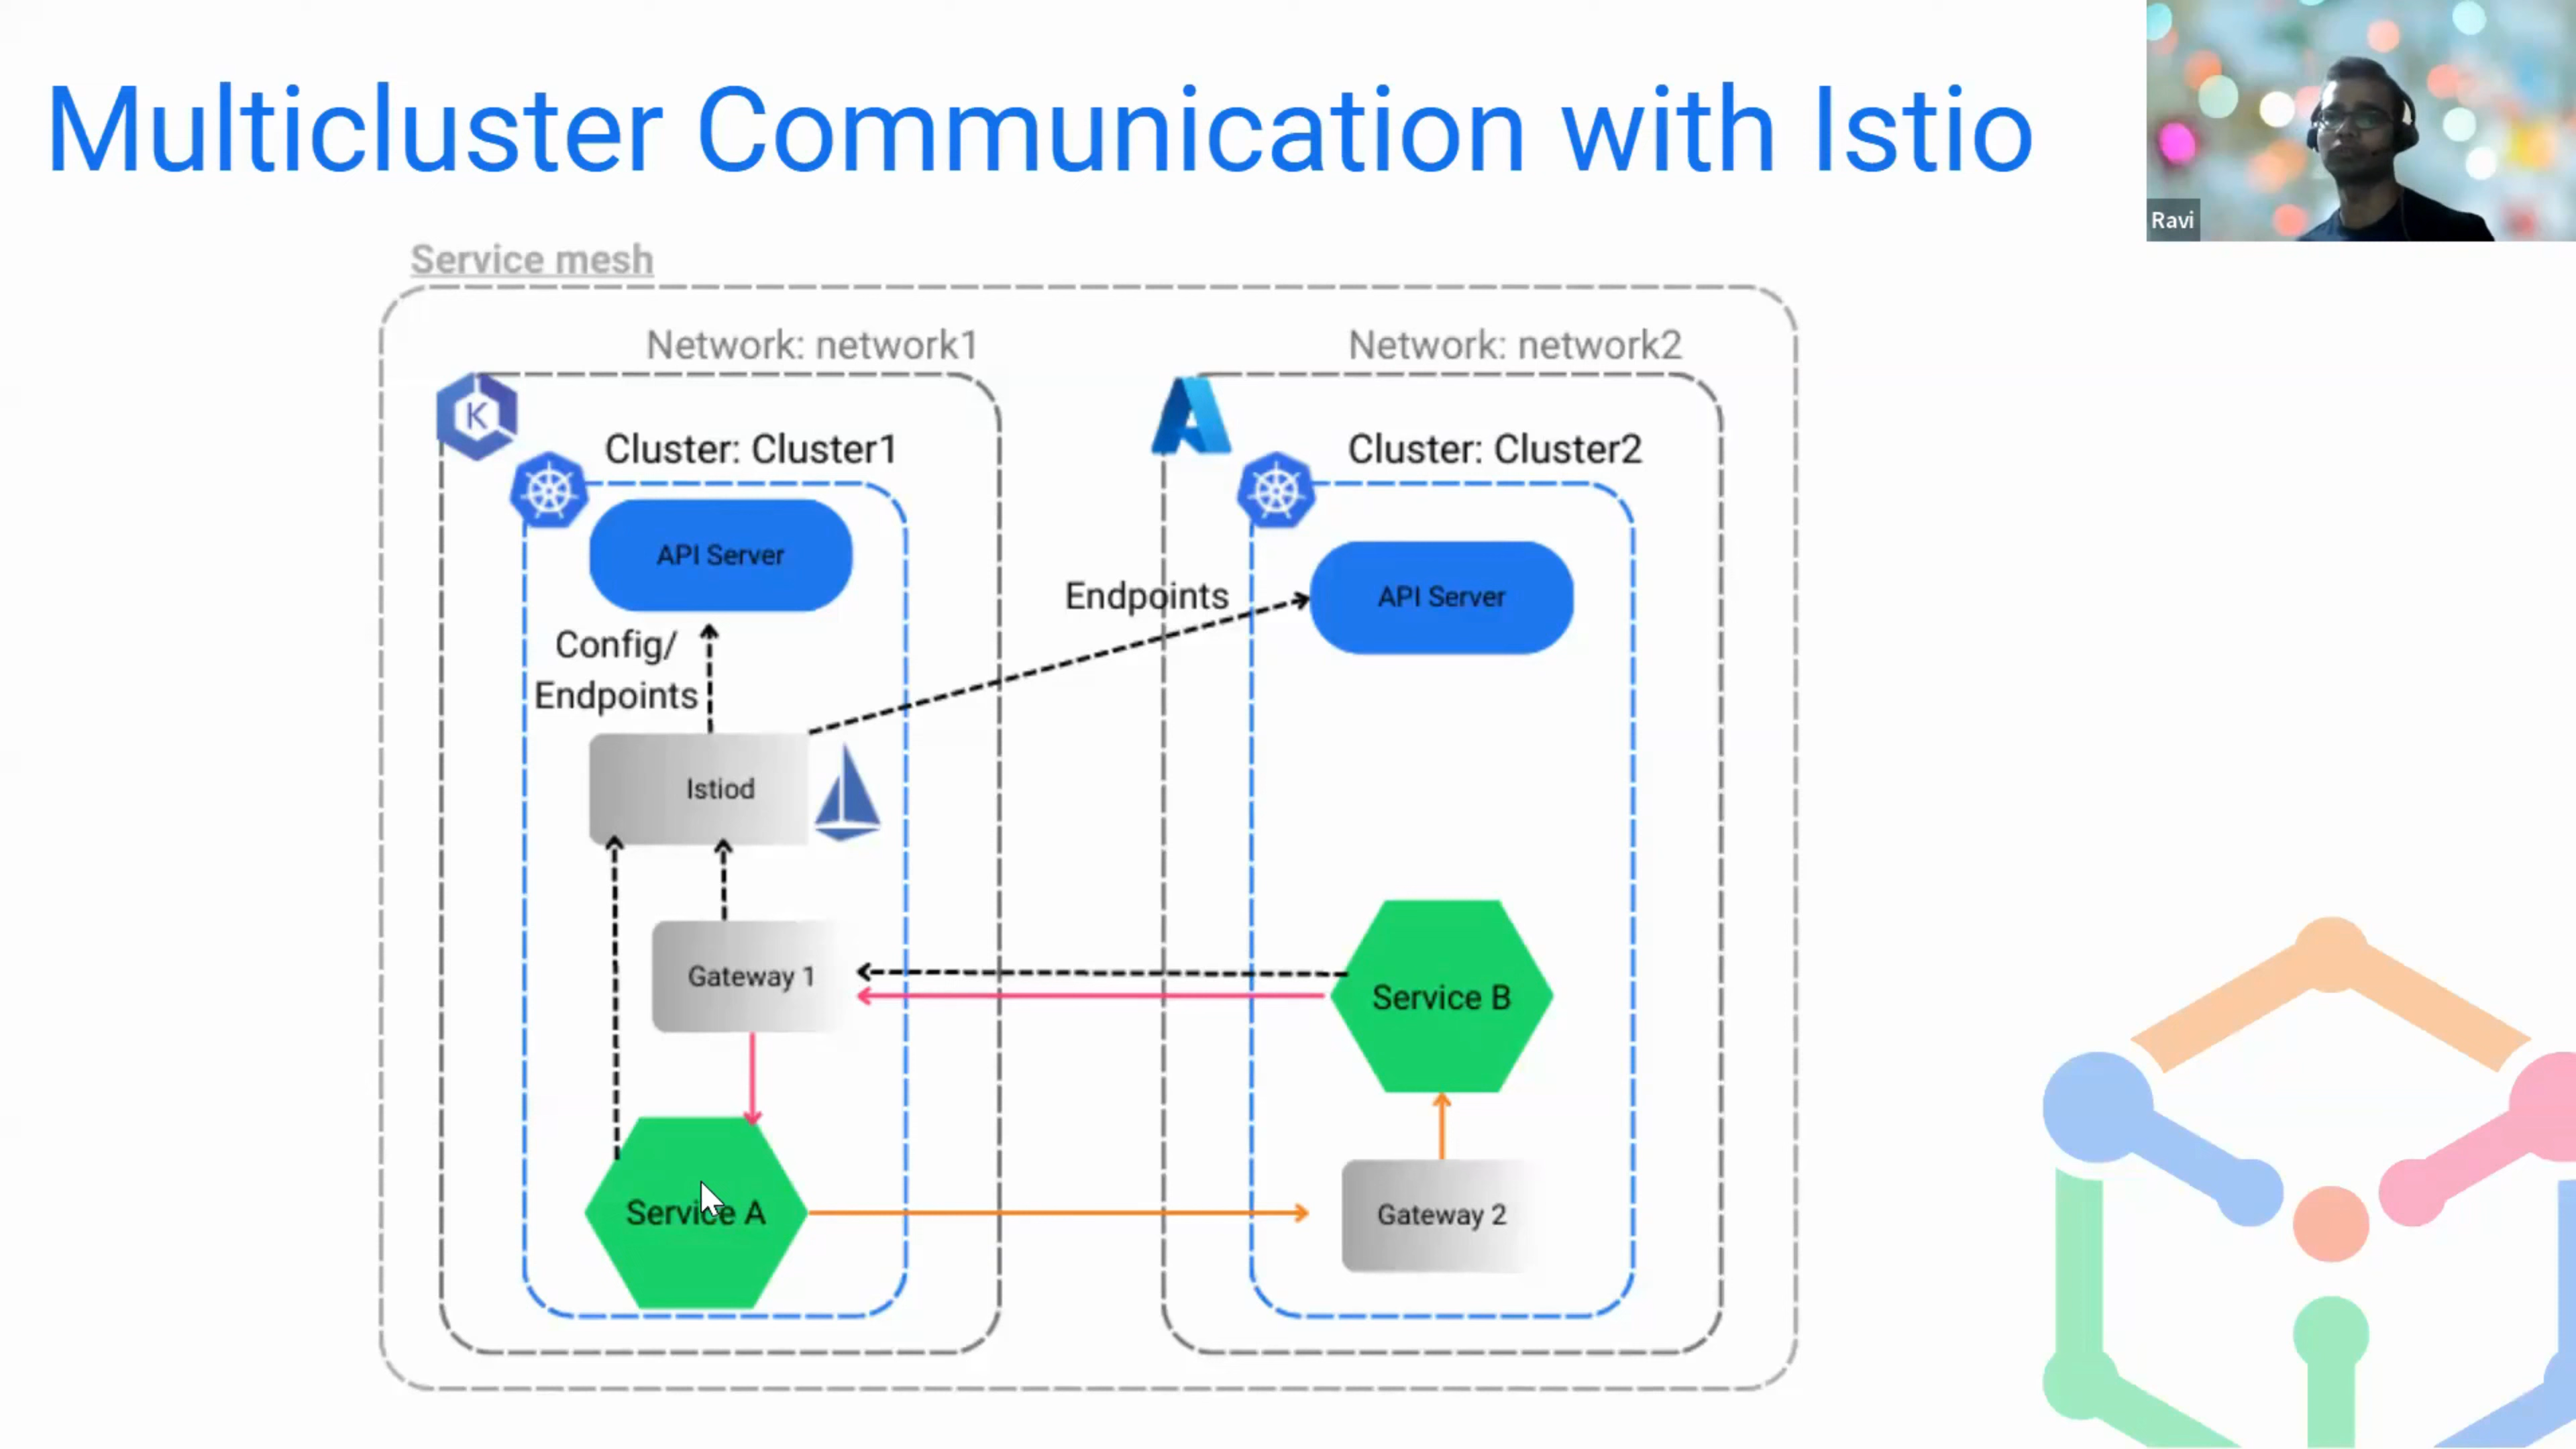 Multicluster Communication with Istio
Ravi
Service mesh
Network: network1
Network: network2
K
Cluster: Cluster1
Cluster: Cluster2
API Server
Endpoints
API Server
Config/
Endpoints
Istiod
Gateway 1
Service B
Service A
Gateway 2